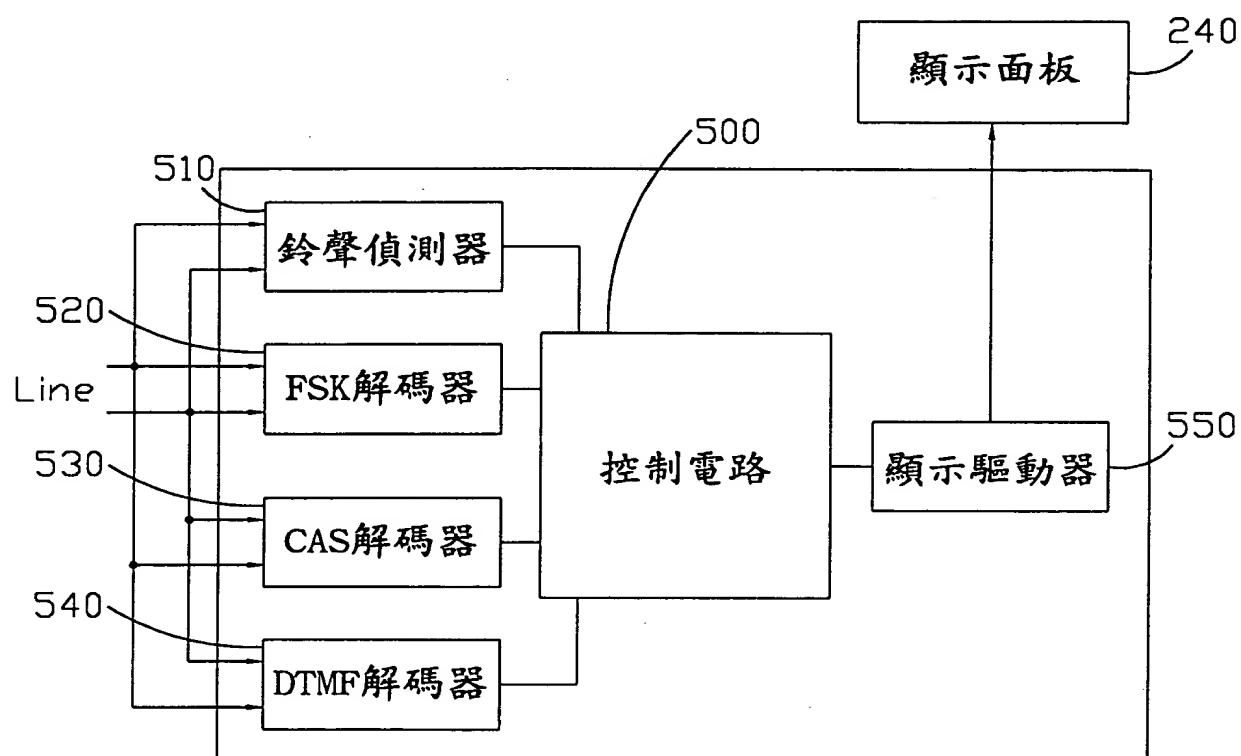 240
顯示面板
500
510
鈴聲偵測器
520
Line
FSK解碼器
控制電路
550
顯示驅動器
530
CAS解碼器
540
DTMF解碼器